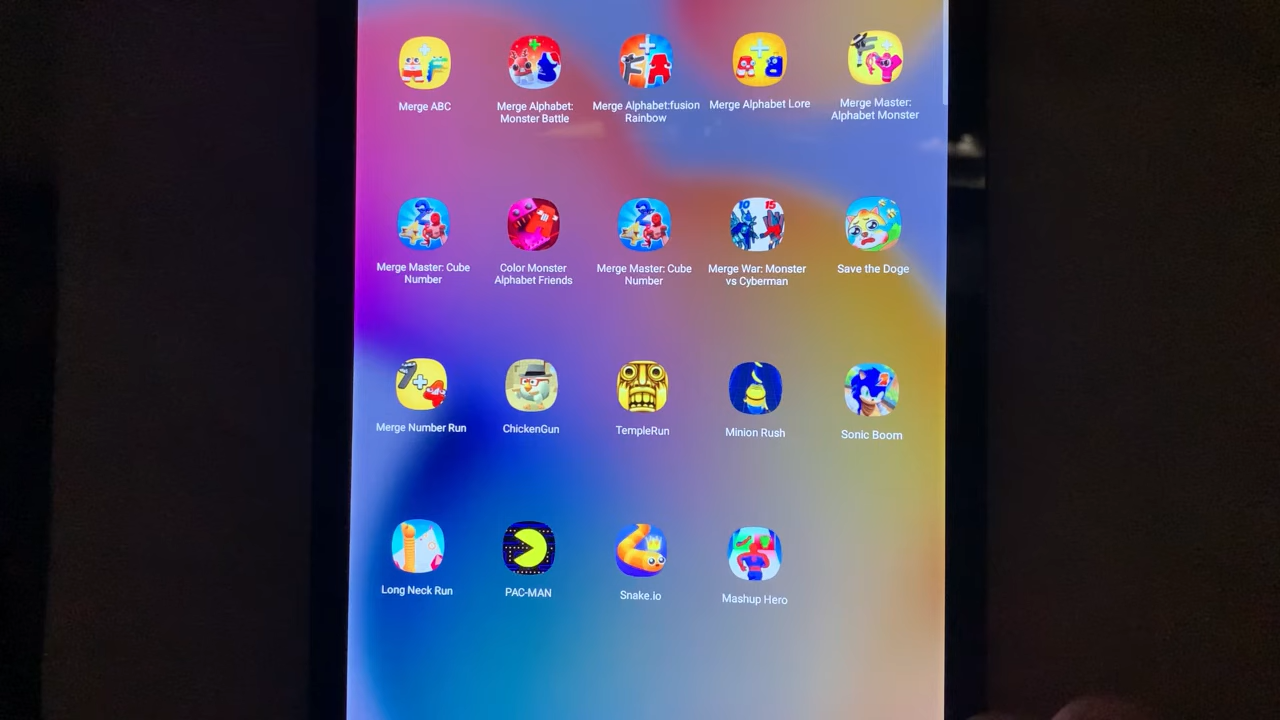 Merge ABC
Merge Alphabet:
Monster Battle
Merge Alphabet:fusion
Rainbow
Merge Alphabet Lore
Merge Master:
Alphabet Monster
Merge Master: Cube
Number
Color Monster
Alphabet Friends
Merge Master: Cube
Number
10 15
Merge War: Monster
vs Cyberman
Save the Doge
Merge Number Run
ChickenGun
TempleRun
Minion Rush
Sonic Boom
Long Neck Run
PAC-MAN
Snake.io
Mashup Hero